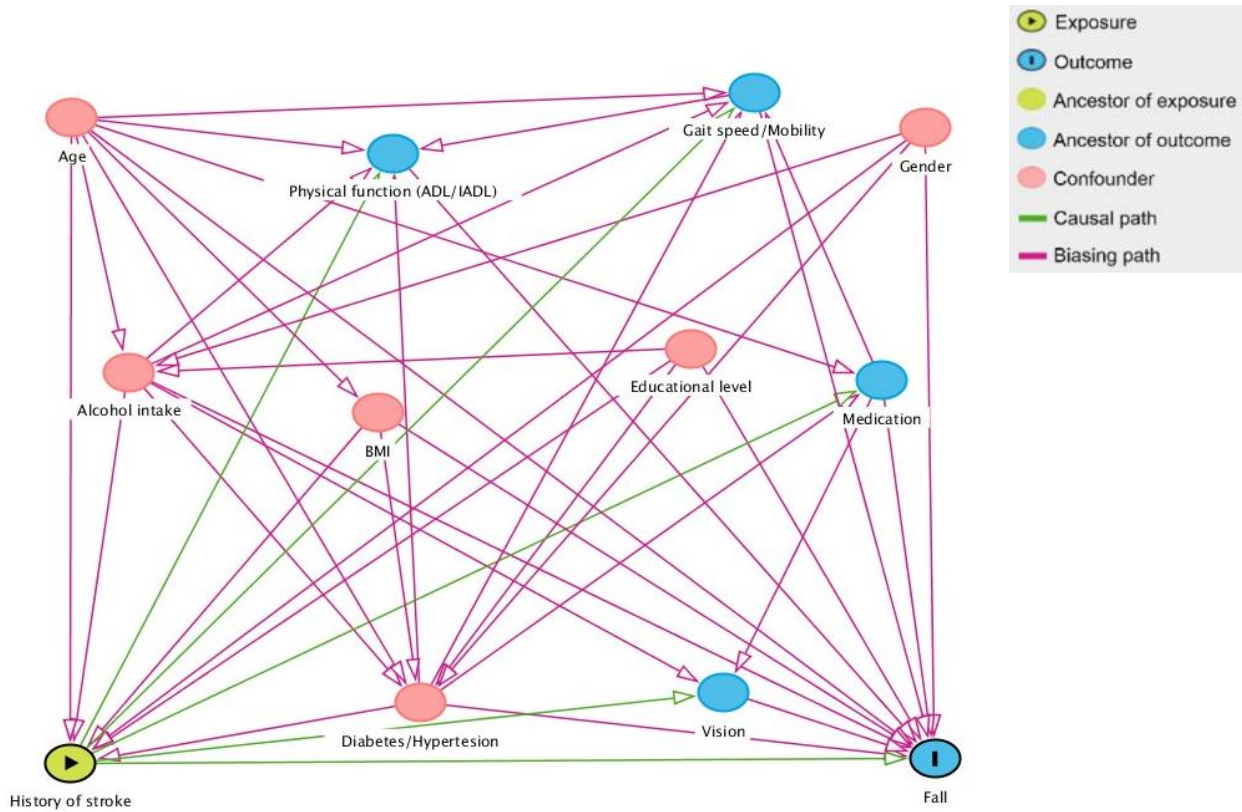 Exposure
Outcome
Ancestor of exposure
Ancestor of outcome
Confounder
Causal path
Biasing path
Age
Gait speed/Mobility
Gender
Physical function (ADL/IADL)
Alcohol intake
BMI
Educational level
Medication
Diabetes/Hypertesion
Vision
History of stroke
Fall